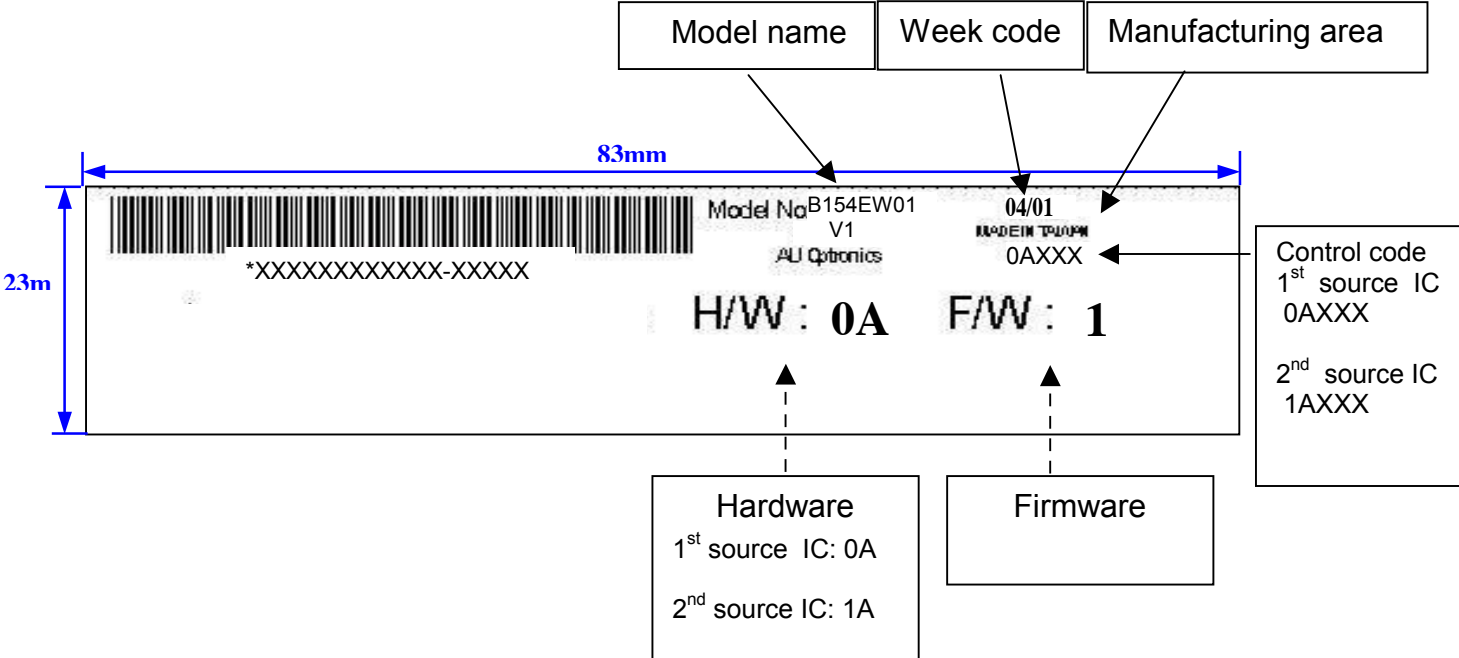 Model name
Week code
Manufacturing area
83mm
23m
Model No B154EW01
V1
AU Optronics
04/01
MADE IN TAIWAN
0AXXX
*XXXXXXXXXXXX-XXXXX
H/W : 0A
F/W : 1
Control code
1st source IC
0AXXX
2nd source IC
1AXXX
Hardware
1st source IC: 0A
2nd source IC: 1A
Firmware